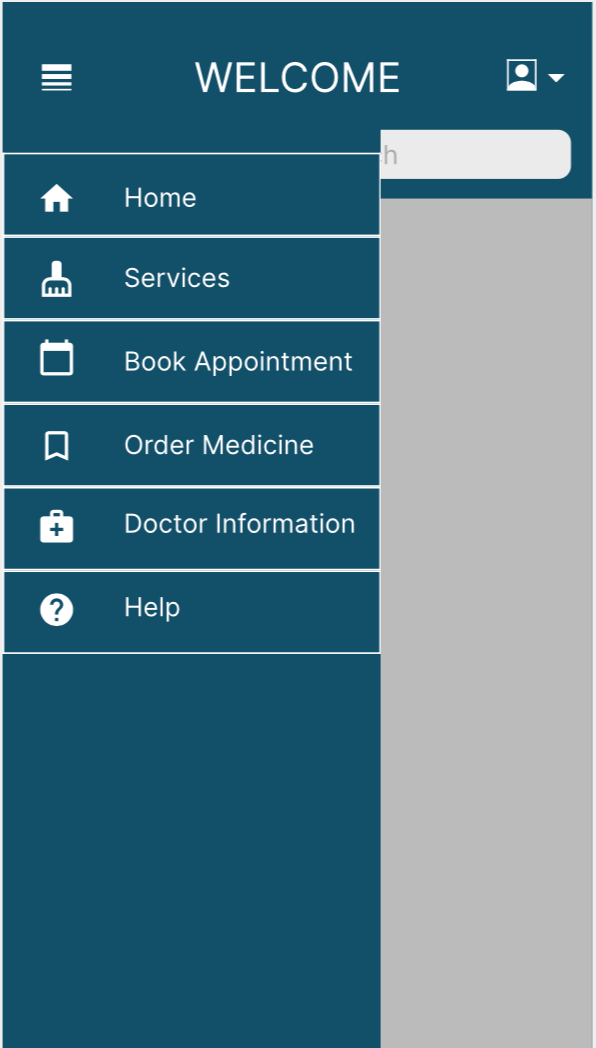 WELCOME
h
Home
Services
Book Appointment
Order Medicine
Doctor Information
Help